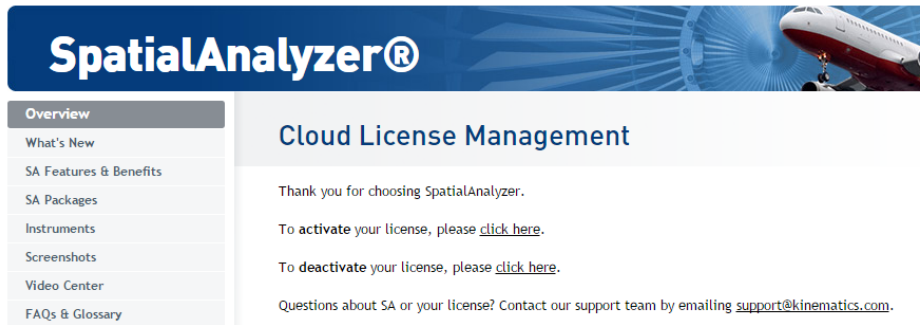 SpatialAnalyzer®
Overview
What's New
SA Features & Benefits
SA Packages
Instruments
Screenshots
Video Center
FAQs & Glossary
Cloud License Management
Thank you for choosing SpatialAnalyzer.
To activate your license, please click here.
To deactivate your license, please click here.
Questions about SA or your license? Contact our support team by emailing support@kinematics.com.